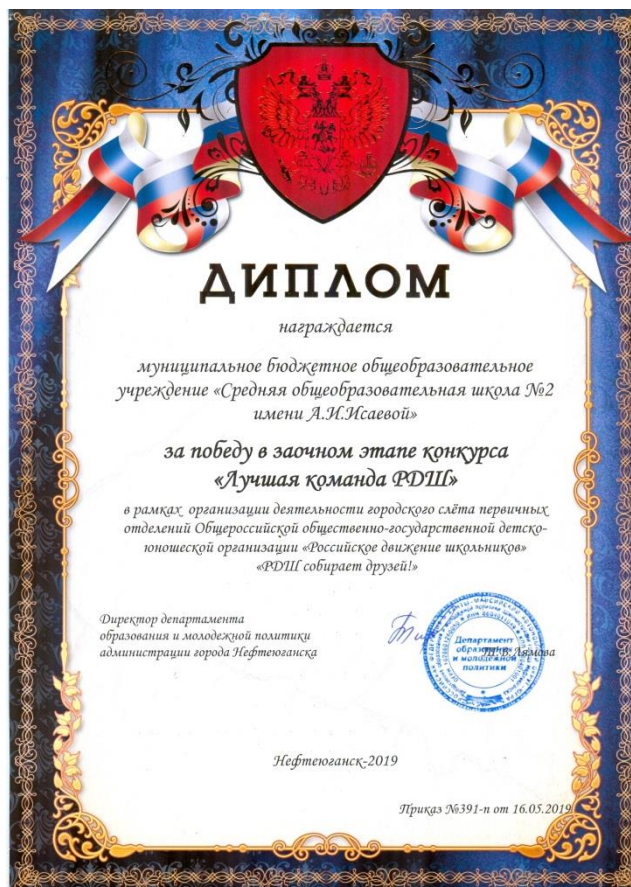 ДИПЛОМ
награждается
муниципальное бюджетное общеобразовательное
учреждение «Средняя общеобразовательная школа №2
имени А.И.Исаевой»
за победу в заочном этапе конкурса
«Лучшая команда РДШ»
в рамках организации деятельности городского слёта первичных
отделений Общероссийской общественно-государственной детско-
юношеской организации «Российское движение школьников»
«РДШ собирает друзей!»
Директор департамента
образования и молодежной политики
администрации города Нефтеюганска
Т.В.Лямова
Департамент
образования
и молодежной
политики
Нефтеюганск-2019
Приказ №391-п от 16.05.2019